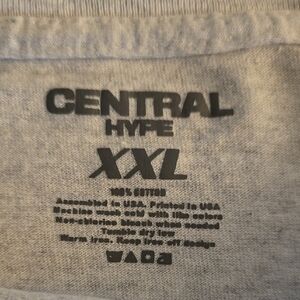 CENTRAL
HYPE
XXL
100% COTTON
Assembled in USA. Printed in USA
Machine wash cold with like colors
Non-chlorine bleach when needed
Tumble dry low
Warm iron. Keep iron off design